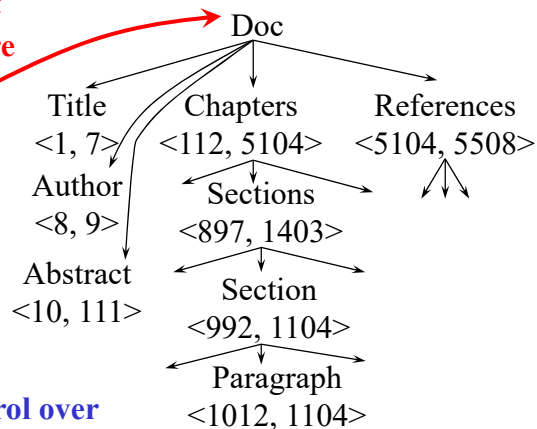 Doc
Title Chapters References
<1, 7> <112, 5104> <5104, 5508>
Author Sections
<8, 9> <897, 1403>
Abstract Section
<10, 111> <992, 1104>
Paragraph
over
<1012, 1104>